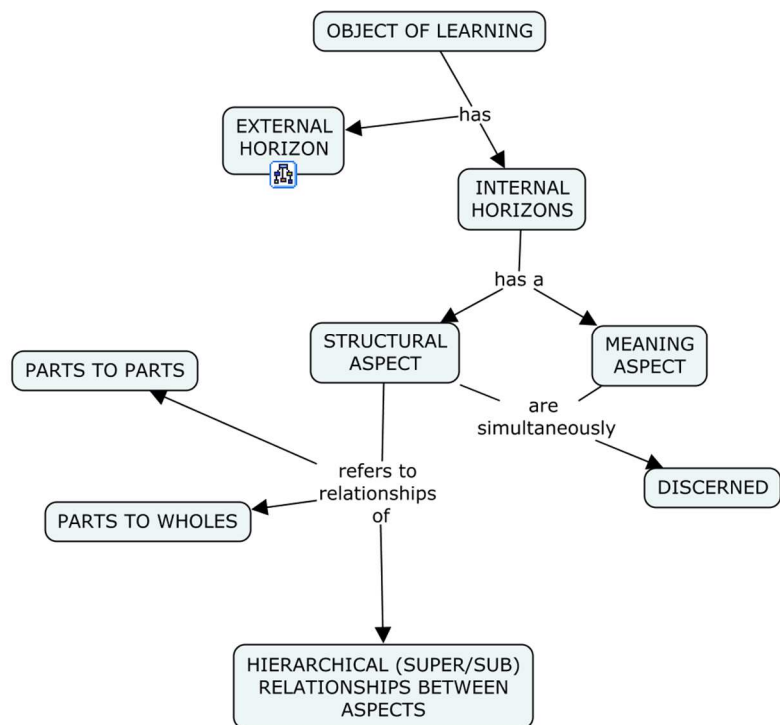 OBJECT OF LEARNING
has
EXTERNAL
HORIZON
INTERNAL
HORIZONS
has a
STRUCTURAL
ASPECT
MEANING
ASPECT
PARTS TO PARTS
are
simultaneously
refers to
relationships
of
DISCERNED
PARTS TO WHOLES
HIERARCHICAL (SUPER/SUB)
RELATIONSHIPS BETWEEN
ASPECTS